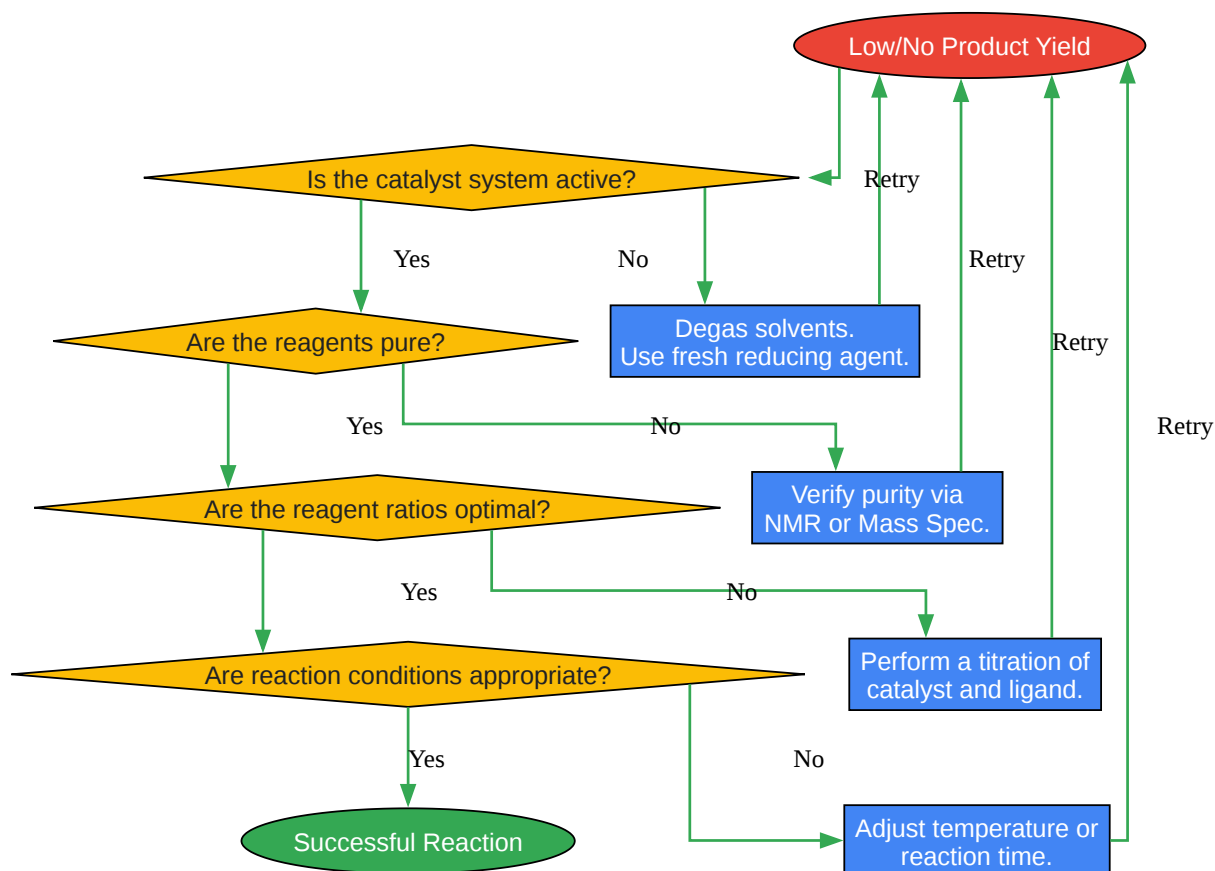 Low/No Product Yield
Is the catalyst system active?
Retry
Yes
No
Retry
Degas solvents.
Use fresh reducing agent.
Are the reagents pure?
Retry
Yes
No
Retry
Verify purity via
NMR or Mass Spec.
Are the reagent ratios optimal?
Yes
No
Perform a titration of
catalyst and ligand.
Are reaction conditions appropriate?
Yes
No
Adjust temperature or
reaction time.
Successful Reaction